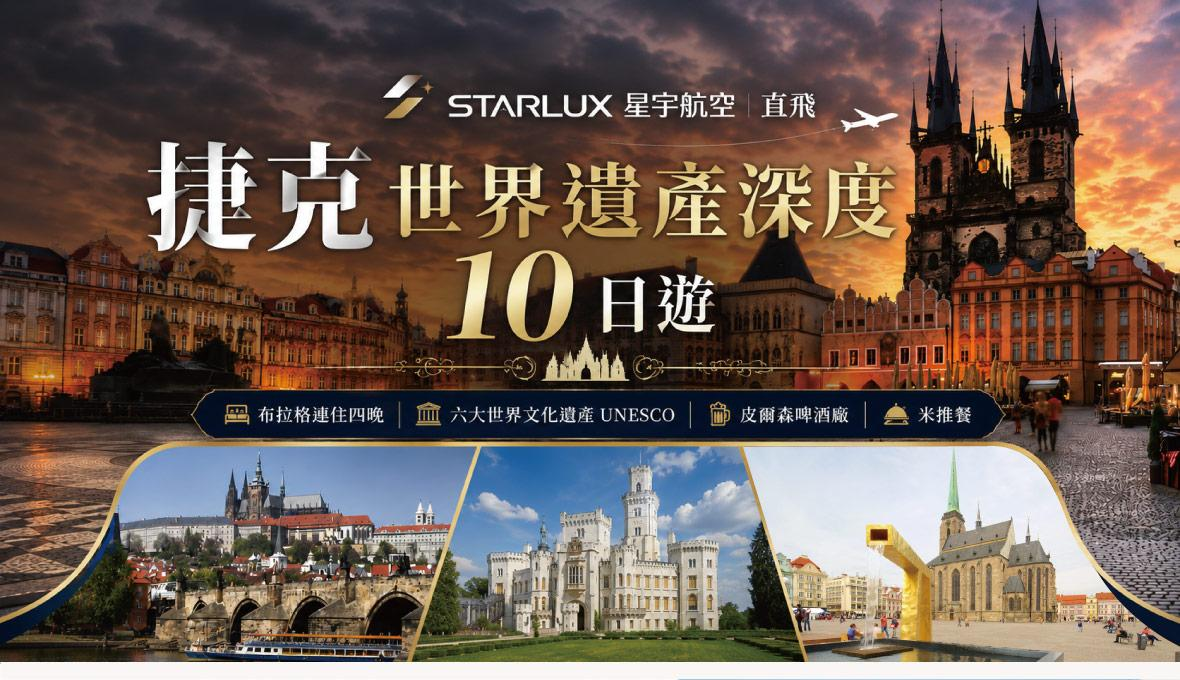 STARLUX 星宇航空 | 直飛
捷克 世界遺產深度
10日遊
布拉格連住四晚 | 六大世界文化遺產 UNESCO | 皮爾森啤酒廠 | 米推餐